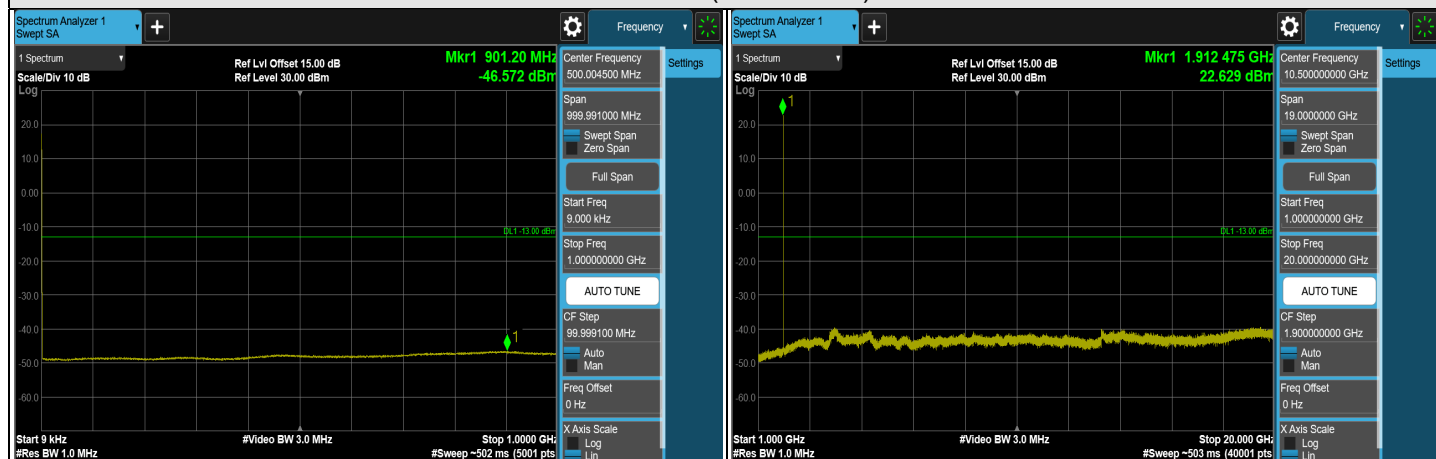 Spectrum Analyzer 1
Swept SA
+
Frequency
1 Spectrum
Scale/Div 10 dB
Log
Ref Lvl Offset 15.00 dB
Ref Level 30.00 dBm
Mkr1 901.20 MHz
-46.572 dBm
1
20.0
10.0
0.00
-10.0
-20.0
-30.0
-40.0
-50.0
-60.0
DL1 -13.00 dBm
Start 9 kHz
#Res BW 1.0 MHz
#Video BW 3.0 MHz
Stop 1.0000 GHz
#Sweep ~502 ms (5001 pts
Center Frequency
500.004500 MHz
Settings
Span
999.991000 MHz
Swept Span
Zero Span
Full Span
Start Freq
9.000 kHz
Stop Freq
1.000000000 GHz
AUTO TUNE
CF Step
99.999100 MHz
Auto
Man
Freq Offset
0 Hz
X Axis Scale
Log
Lin
Spectrum Analyzer 1
Swept SA
+
Frequency
1 Spectrum
Scale/Div 10 dB
Log
Ref Lvl Offset 15.00 dB
Ref Level 30.00 dBm
Mkr1 1.912 475 GHz
22.629 dBm
1
20.0
10.0
0.00
-10.0
-20.0
-30.0
-40.0
-50.0
-60.0
DL1 -13.00 dBm
Start 1.000 GHz
#Res BW 1.0 MHz
#Video BW 3.0 MHz
Stop 20.000 GHz
#Sweep ~503 ms (40001 pts
Center Frequency
10.500000000 GHz
Settings
Span
19.0000000 GHz
Swept Span
Zero Span
Full Span
Start Freq
1.000000000 GHz
Stop Freq
20.000000000 GHz
AUTO TUNE
CF Step
1.900000000 GHz
Auto
Man
Freq Offset
0 Hz
X Axis Scale
Log
Lin